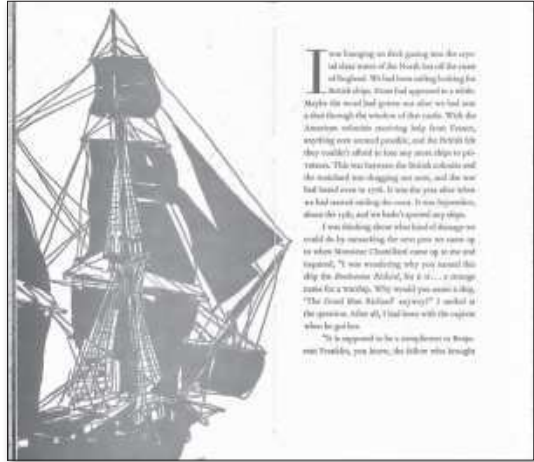 I was lounging on deck gazing into the crys-
tal clear water of the North Sea off the coast
of England. We had been sailing looking for
British ships. None had appeared in a while.
Maybe the word had gotten out after we had sent
a shot through the window of that castle. With the
American colonies receiving help from France,
anything now seemed possible, and the British felt
they couldn't afford to lose any more ships to pri-
vateers. This war between the British colonies and
the mainland was dragging out now, and the war
had begun even in 1776. It was the year after when
we had started sailing the coast. It was September,
about the 23d, and we hadn't spotted any ships.
I was thinking about what kind of damage we
could do by ransacking the next port we came up
to when Monsieur Chamillard came up to me and
inquired, "I was wondering why you named this
ship the Bonhomme Richard, for it is . . . a strange
name for a warship. Why would you name a ship,
'The Good Man Richard' anyway?" I smiled at
the question. After all, I had been with the captain
when he got her.
"It is supposed to be a compliment to Benja-
min Franklin, you know, the fellow who brought